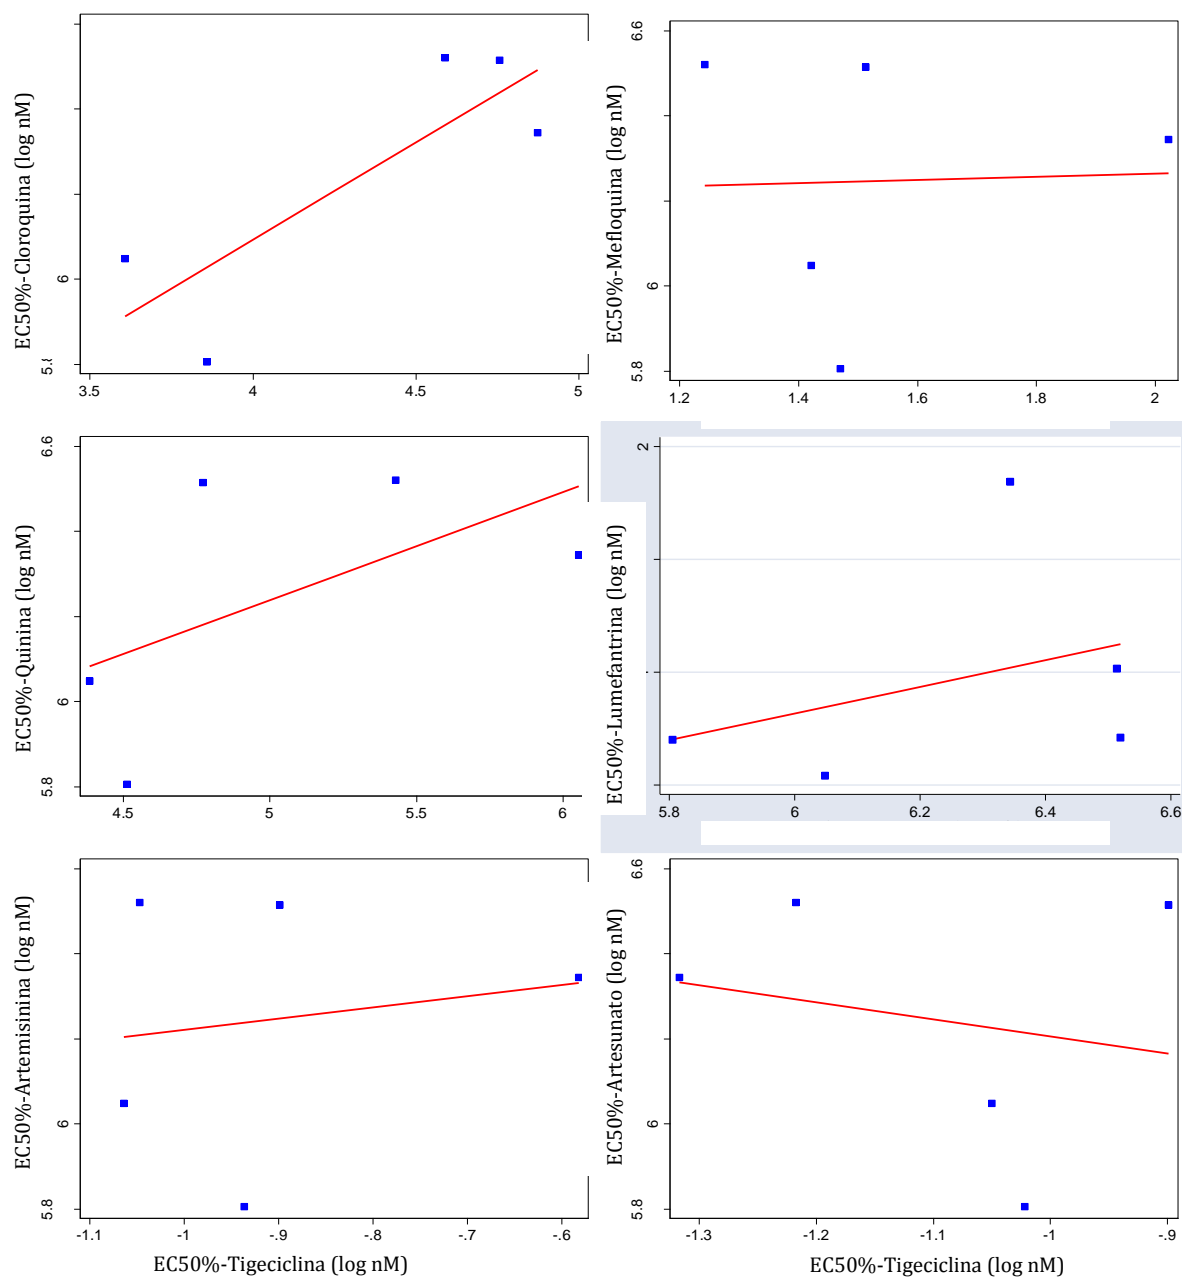 EC50%-Cloroquina (log nM)
6
3.5 4 4.5 5
EC50%-Mefloquina (log nM)
6.6
6
5.8
1.2 1.4 1.6 1.8 2
EC50%-Quinina (log nM)
6.6
6
5.8
4.5 5 5.5 6
EC50%-Lumefantrina (log nM)
2
5.8 6 6.2 6.4 6.6
EC50%-Artemisinina (log nM)
6
5.8
-1.1 -1 -.9 -.8 -.7 -.6
EC50%-Tigeciclina (log nM)
EC50%-Artesunato (log nM)
6.6
6
5.8
-1.3 -1.2 -1.1 -1 -.9
EC50%-Tigeciclina (log nM)